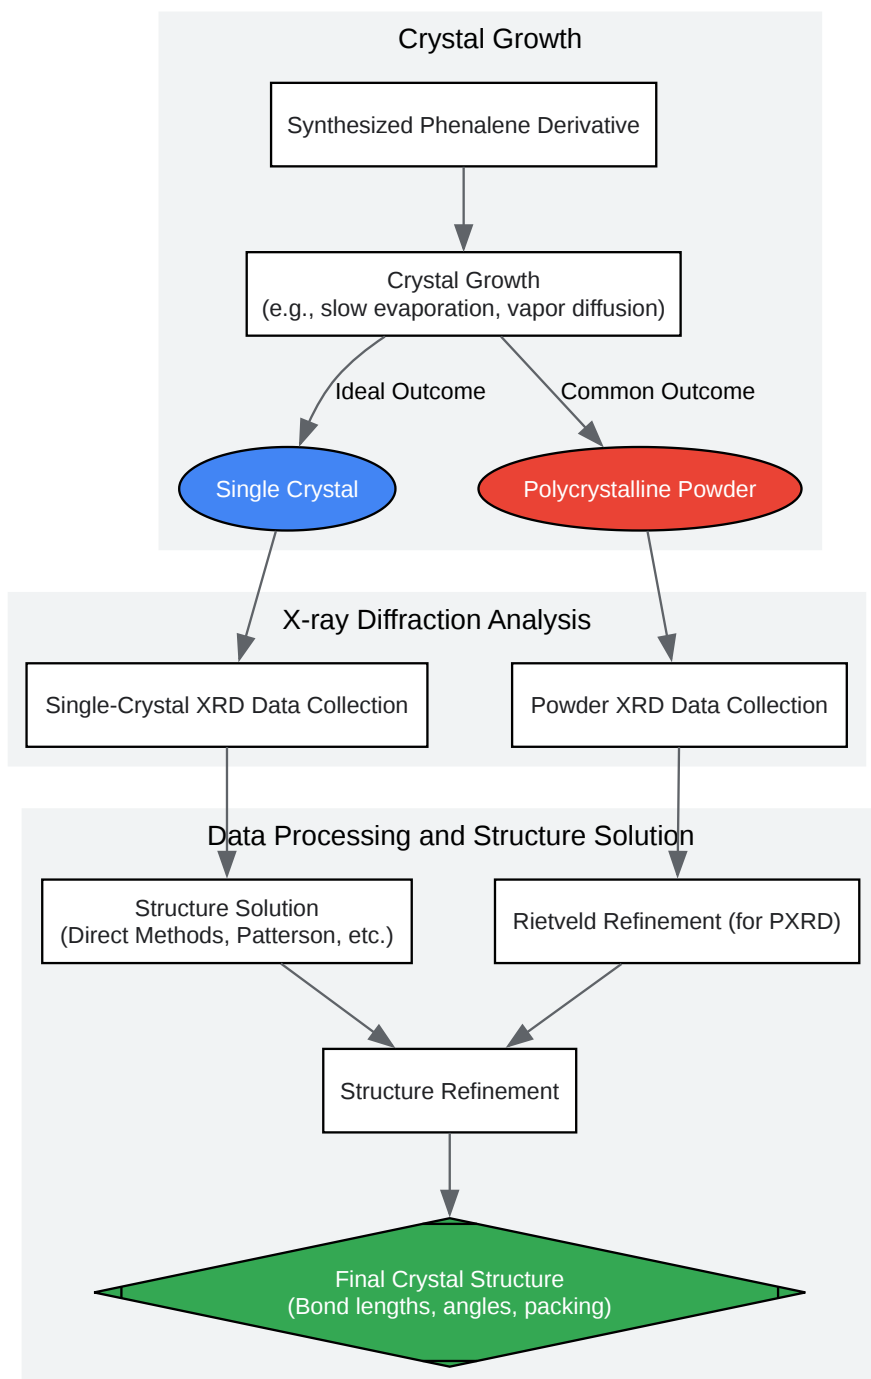 Crystal Growth
Synthesized Phenalene Derivative
Crystal Growth
(e.g., slow evaporation, vapor diffusion)
Ideal Outcome
Common Outcome
Single Crystal
Polycrystalline Powder
X-ray Diffraction Analysis
Single-Crystal XRD Data Collection
Powder XRD Data Collection
Data Processing and Structure Solution
Structure Solution
(Direct Methods, Patterson, etc.)
Rietveld Refinement (for PXRD)
Structure Refinement
Final Crystal Structure
(Bond lengths, angles, packing)